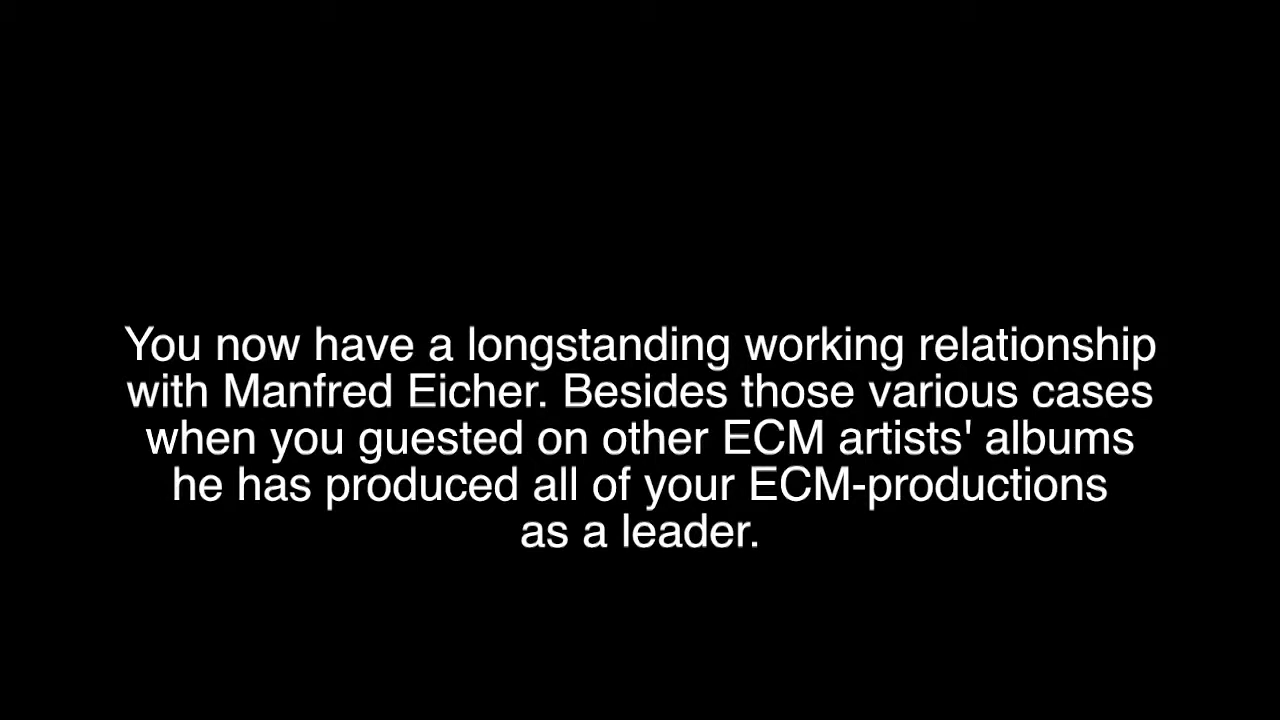 You now have a longstanding working relationship
with Manfred Eicher. Besides those various cases
when you guested on other ECM artists' albums
he has produced all of your ECM-productions
as a leader.